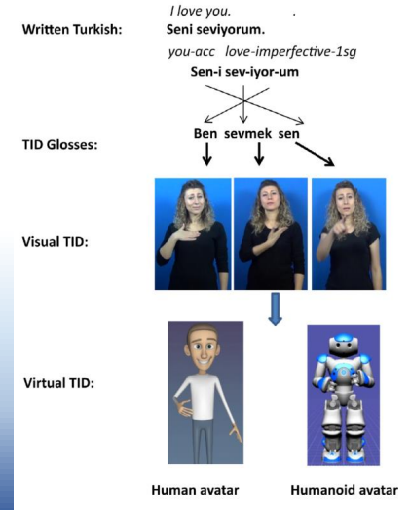 I love you. .
Written Turkish: Seni seviyorum.
you-acc love-imperfective-1sg
Sen-i sev-iyor-um
TID Glosses: Ben sevmek sen
Visual TID:
Virtual TID:
Human avatar Humanoid avatar